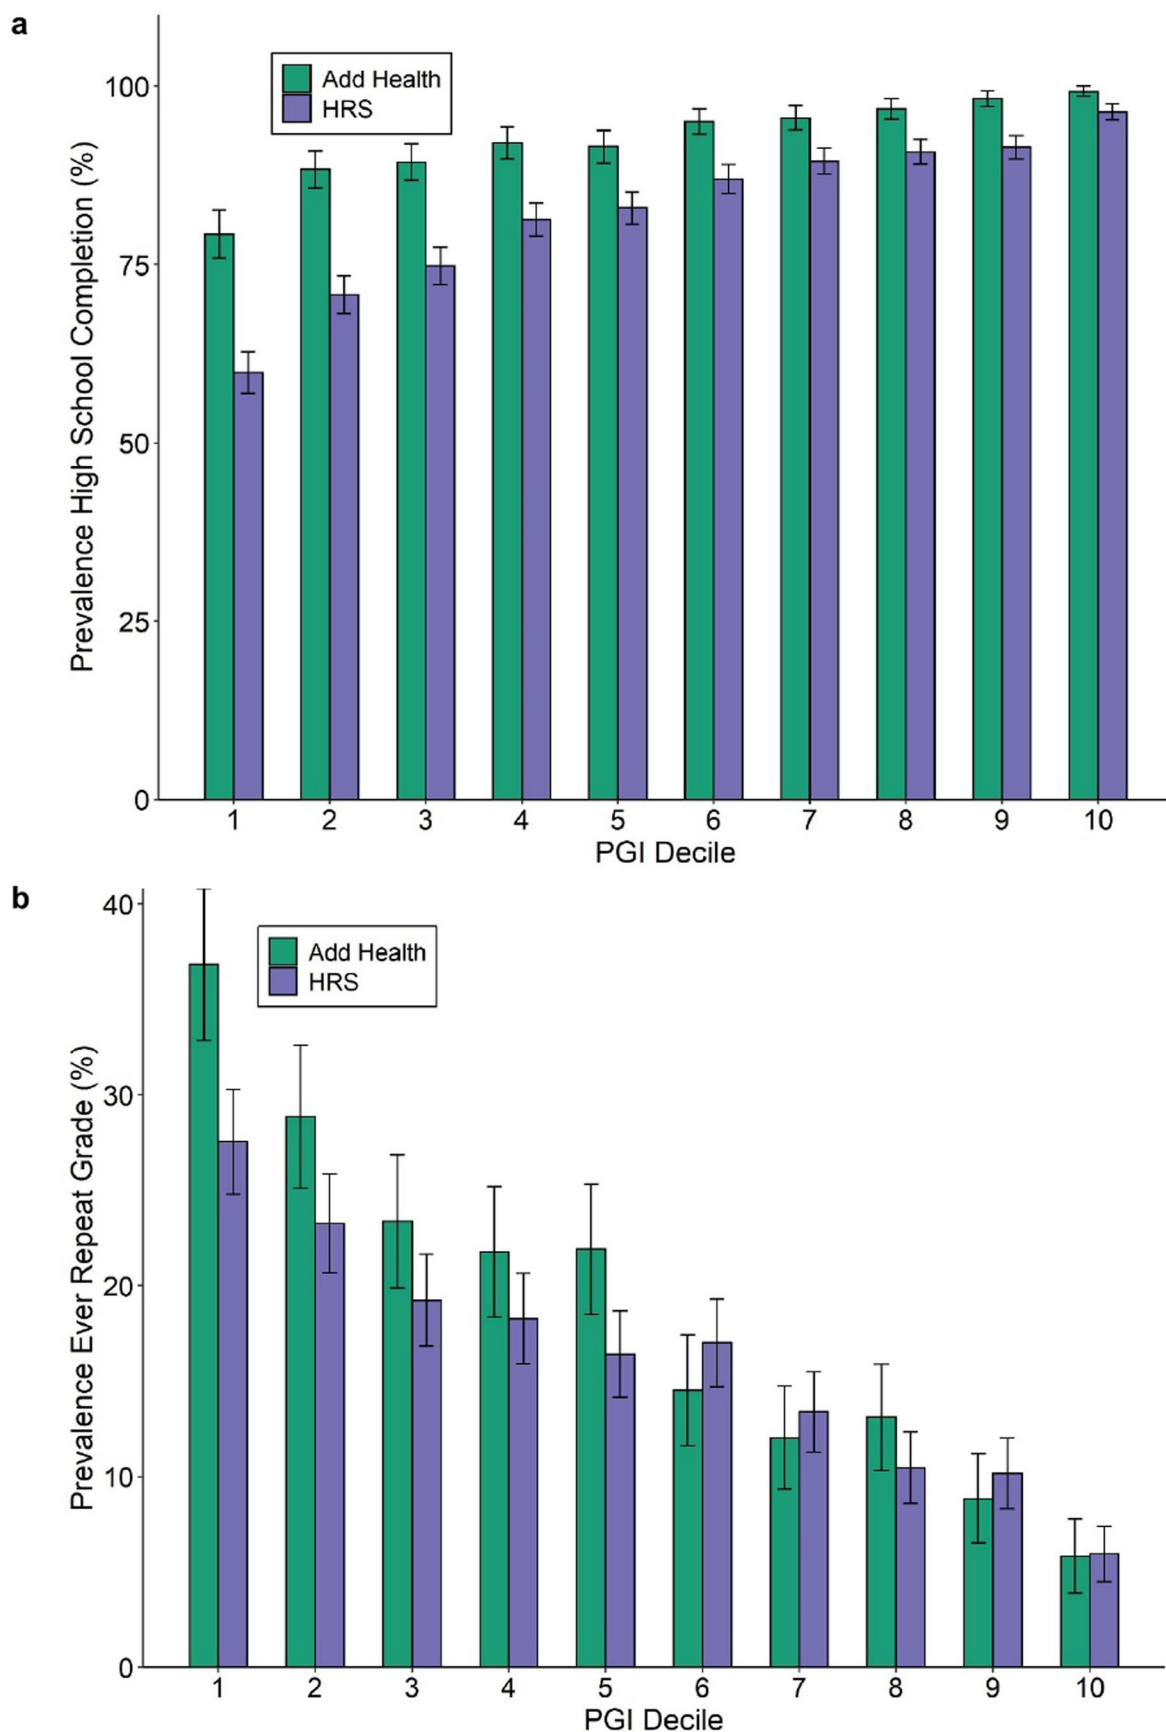 a
Add Health
HRS
Prevalence High School Completion (%)
100
75
50
25
0
1 2 3 4 5 6 7 8 9 10
PGI Decile
b
Add Health
HRS
Prevalence Ever Repeat Grade (%)
40
30
20
10
0
1 2 3 4 5 6 7 8 9 10
PGI Decile